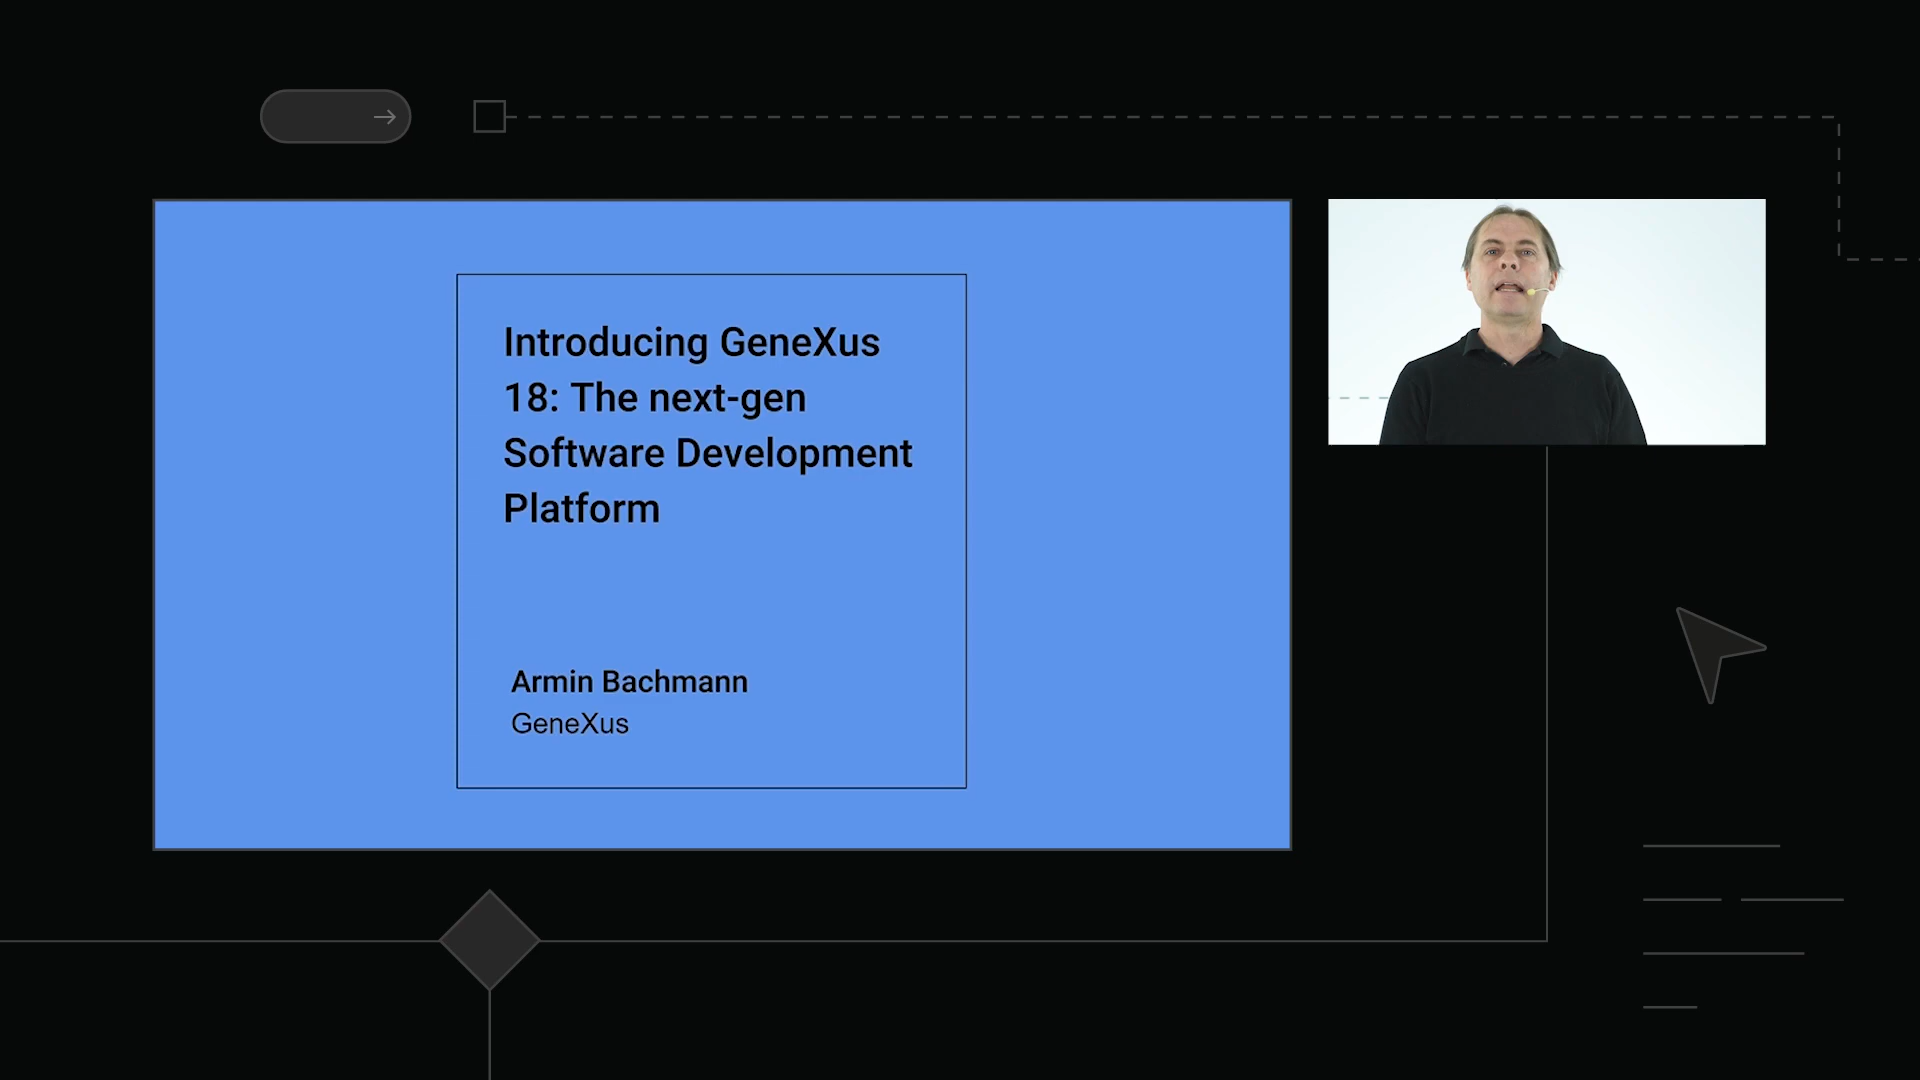 Introducing GeneXus
18: The next-gen
Software Development
Platform
Armin Bachmann
GeneXus